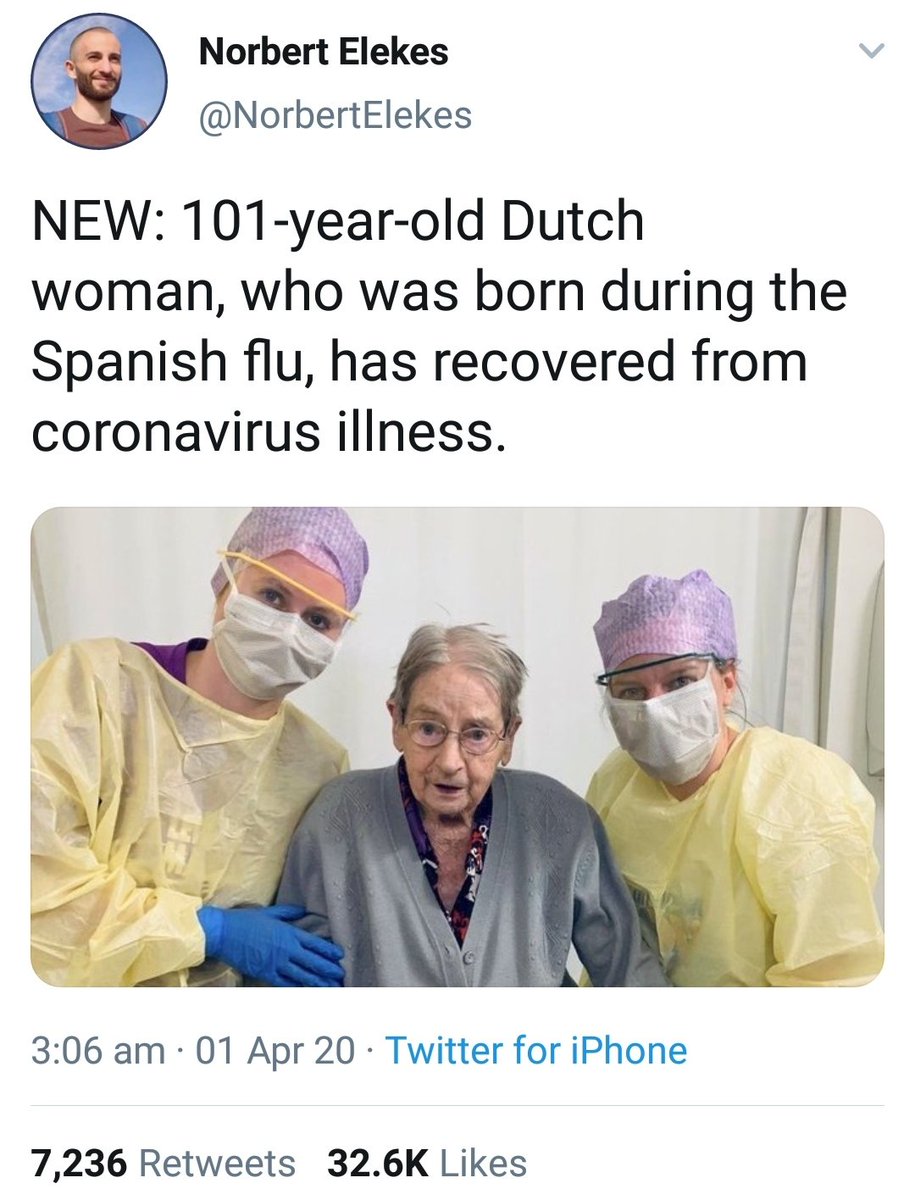 Norbert Elekes
@NorbertElekes
NEW: 101-year-old Dutch
woman, who was born during the
Spanish flu, has recovered from
coronavirus illness.
3:06 am · 01 Apr 20 · Twitter for iPhone
7,236 Retweets 32.6K Likes